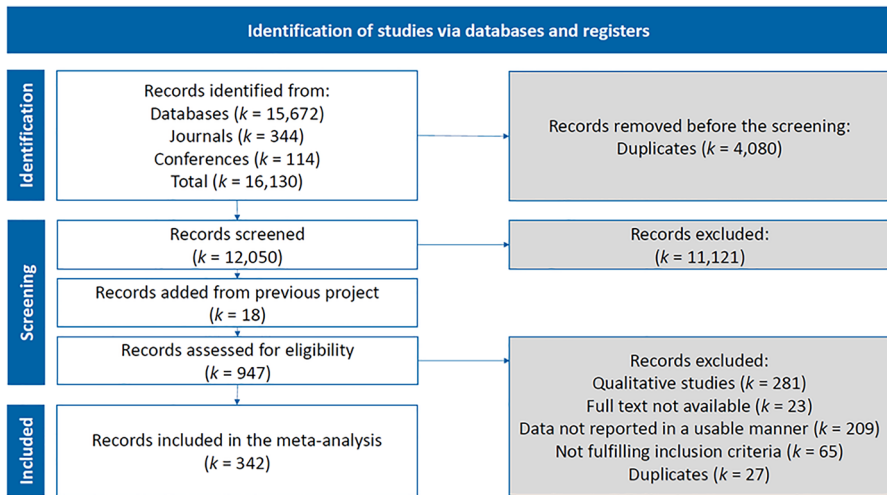 Identification of studies via databases and registers
Identification
Records identified from:
Databases (k = 15,672)
Journals (k = 344)
Conferences (k = 114)
Total (k = 16,130)
Records removed before the screening:
Duplicates (k = 4,080)
Screening
Records screened
(k = 12,050)
Records excluded:
(k = 11,121)
Records added from previous project
(k = 18)
Records assessed for eligibility
(k = 947)
Records excluded:
Qualitative studies (k = 281)
Full text not available (k = 23)
Data not reported in a usable manner (k = 209)
Not fulfilling inclusion criteria (k = 65)
Duplicates (k = 27)
Included
Records included in the meta-analysis
(k = 342)